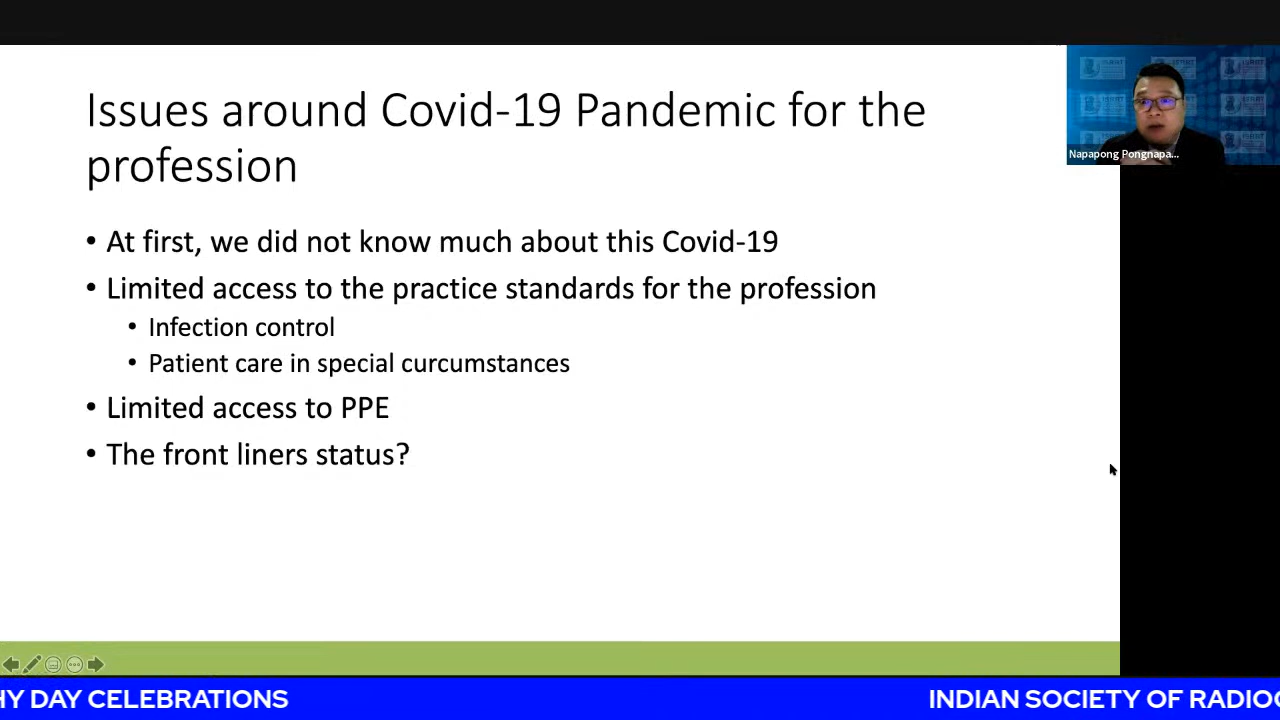 Issues around Covid-19 Pandemic for the
profession
• At first, we did not know much about this Covid-19
• Limited access to the practice standards for the profession
• Infection control
• Patient care in special curcumstances
• Limited access to PPE
• The front liners status?
Napapong Pongnapa...
HY DAY CELEBRATIONS
INDIAN SOCIETY OF RADIOG